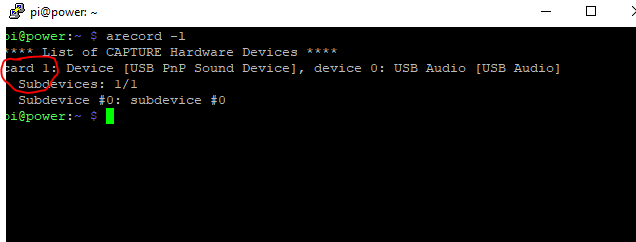 pi@power: ~
pi@power:~ $ arecord -l
**** List of CAPTURE Hardware Devices ****
card 1: Device [USB PnP Sound Device], device 0: USB Audio [USB Audio]
  Subdevices: 1/1
  Subdevice #0: subdevice #0
pi@power:~ $